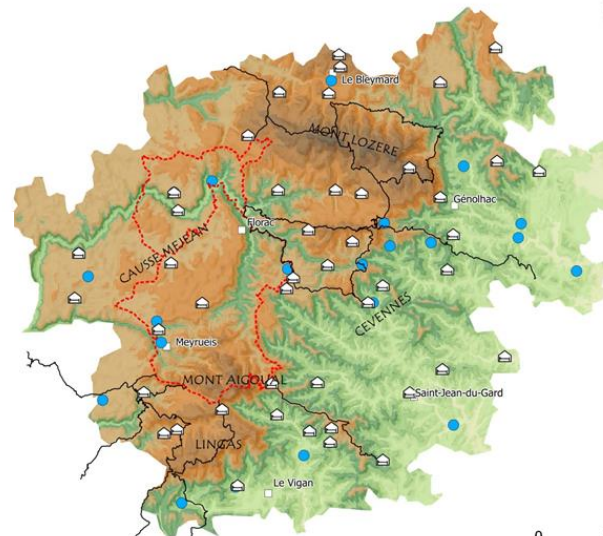 Le Bleymard
MONT LOZERE
Génolhac
Florac
CAUSSE MEJEAN
CEVENNES
Meyrueis
MONT AIGOUAL
Saint-Jean-du-Gard
LINGAS
Le Vigan
0